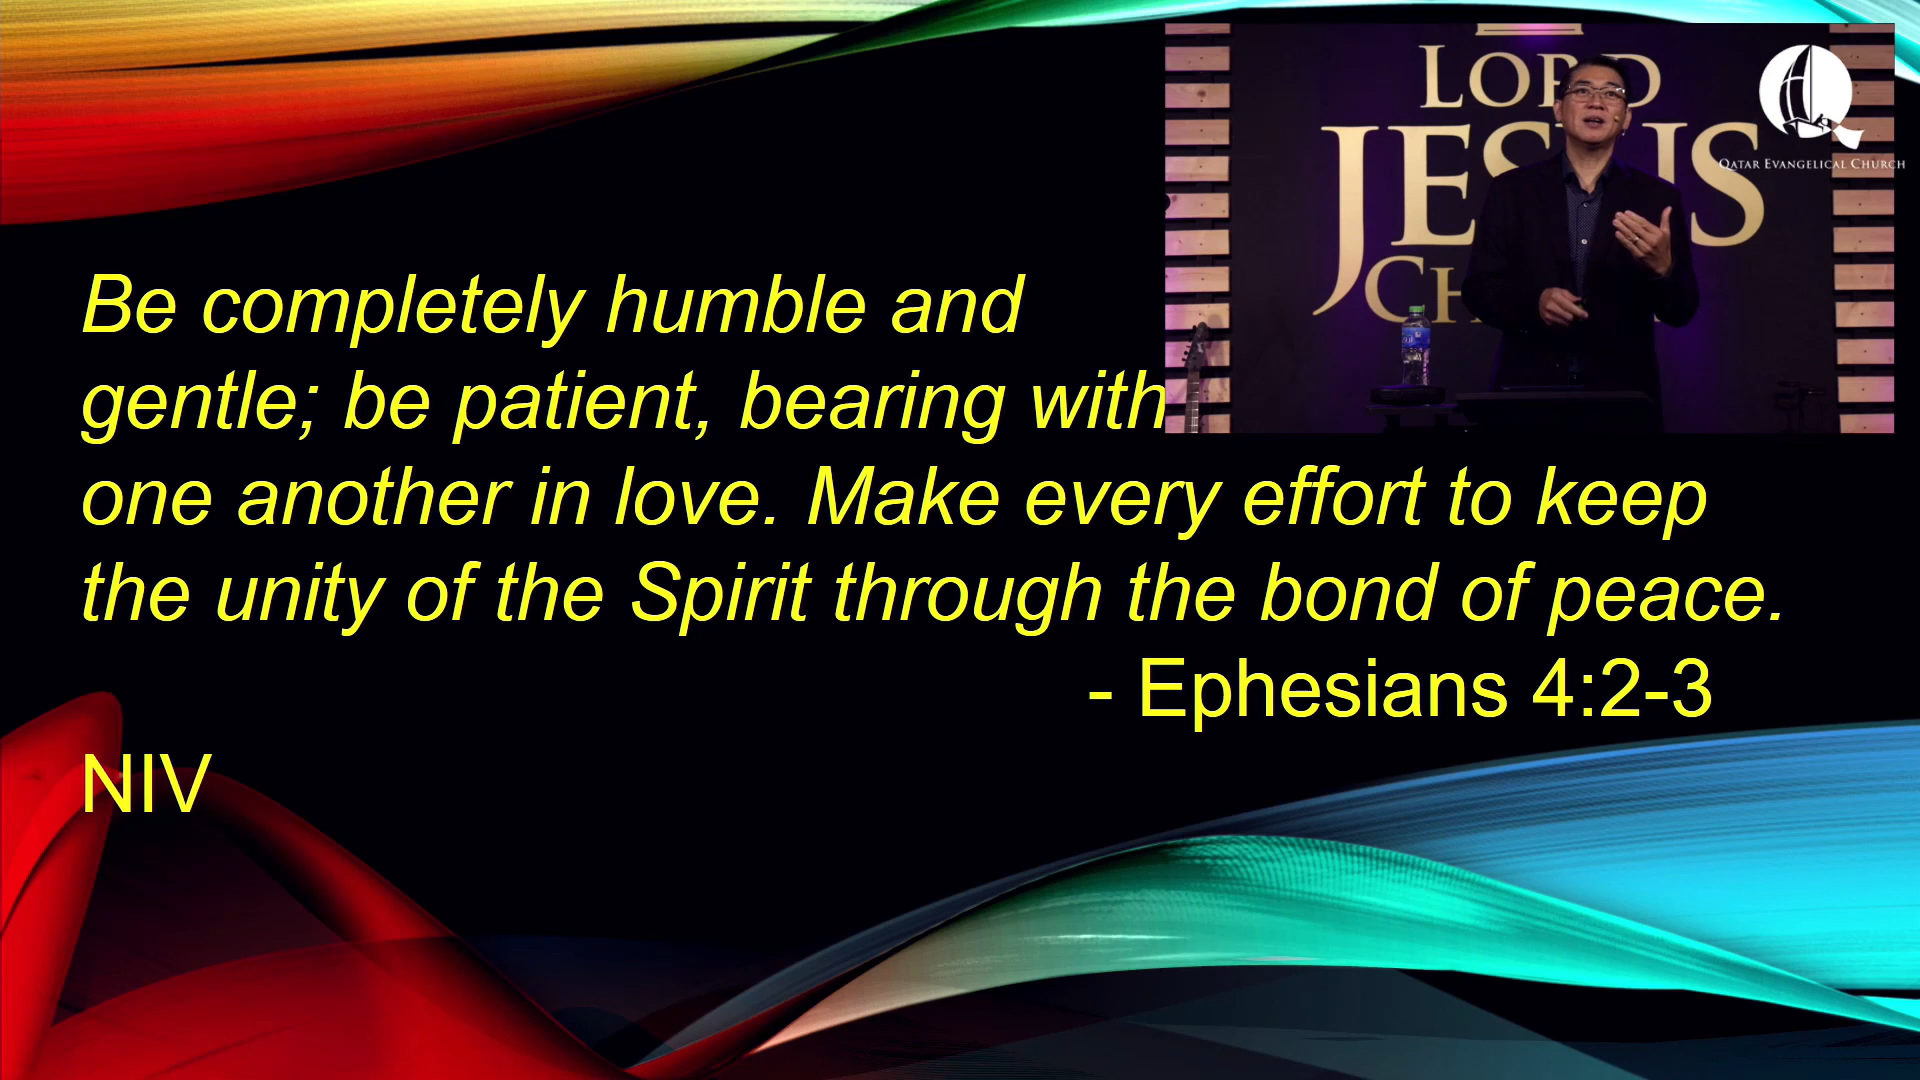 Be completely humble and
gentle; be patient, bearing with
one another in love. Make every effort to keep
the unity of the Spirit through the bond of peace.
- Ephesians 4:2-3
NIV
LORD
JESUS
QATAR EVANGELICAL CHURCH